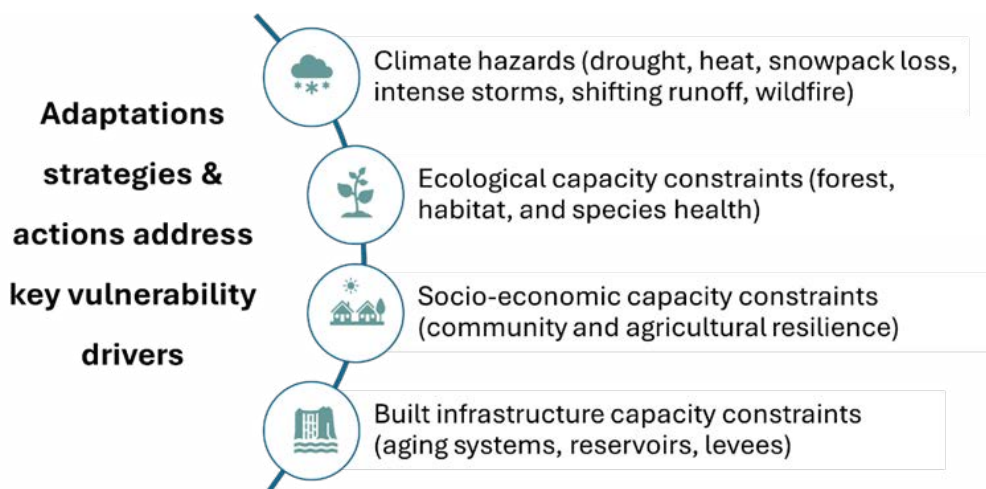 Adaptations
strategies &
actions address
key vulnerability
drivers
Climate hazards (drought, heat, snowpack loss,
intense storms, shifting runoff, wildfire)
Ecological capacity constraints (forest,
habitat, and species health)
Socio-economic capacity constraints
(community and agricultural resilience)
Built infrastructure capacity constraints
(aging systems, reservoirs, levees)